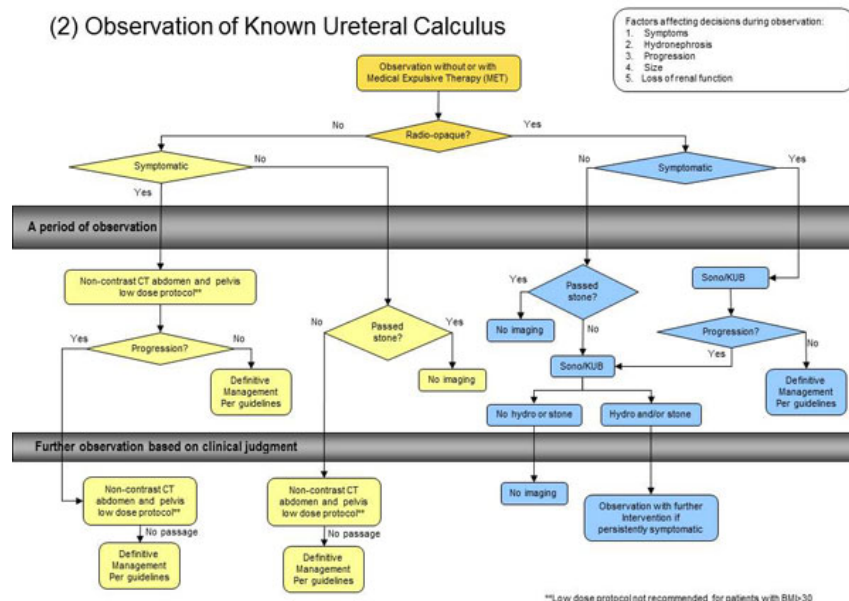 (2) Observation of Known Ureteral Calculus
Factors affecting decisions during observation:
1. Symptoms
2. Hydronephrosis
3. Progression
4. Size
5. Loss of renal function
Observation without or with
Medical Expulsive Therapy (MET)
No
Radio-opaque?
Yes
Symptomatic
No
Yes
No
Symptomatic
Yes
A period of observation
Non-contrast CT abdomen and pelvis
low dose protocol**
Yes
Progression?
No
Definitive
Management
Per guidelines
No
Passed
stone?
Yes
No imaging
Yes
Passed
stone?
No imaging
No
Sono/KUB
Progression?
Yes
No
Sono/KUB
Definitive
Management
Per guidelines
No hydro or stone
Hydro and/or stone
Further observation based on clinical judgment
Non-contrast CT
abdomen and pelvis
low dose protocol**
No passage
Definitive
Management
Per guidelines
Non-contrast CT
abdomen and pelvis
low dose protocol**
No passage
Definitive
Management
Per guidelines
No imaging
Observation with further
Intervention if
persistently symptomatic
**Low dose protocol not recommended for patients with BMI>30